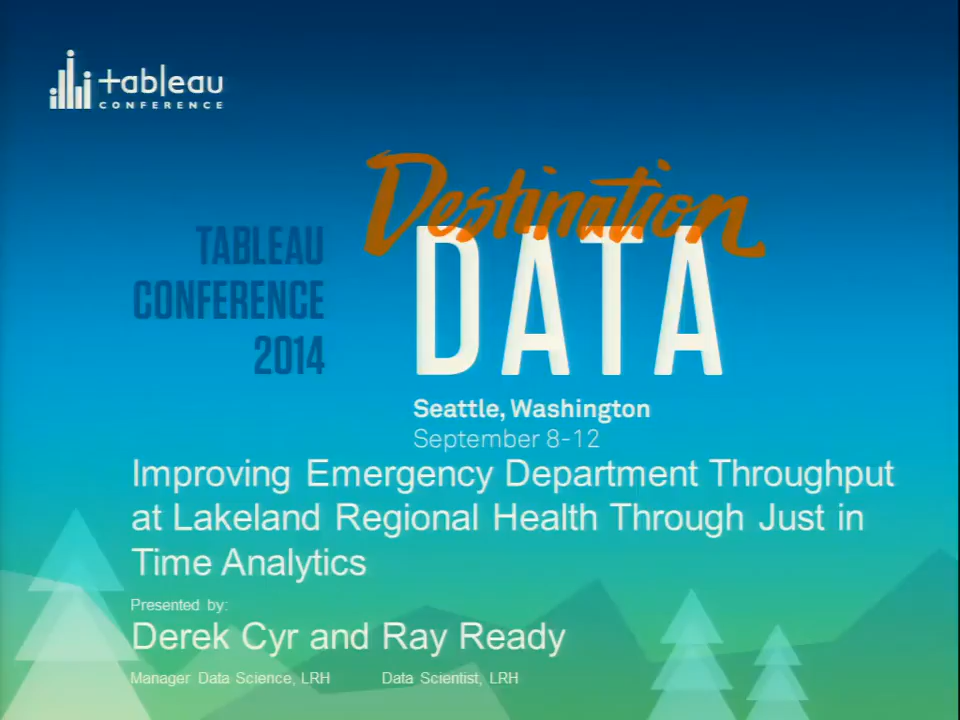 tableau
CONFERENCE
Destination
DATA
TABLEAU
CONFERENCE
2014
Seattle, Washington
September 8-12
Improving Emergency Department Throughput
at Lakeland Regional Health Through Just in
Time Analytics
Presented by:
Derek Cyr and Ray Ready
Manager Data Science, LRH Data Scientist, LRH